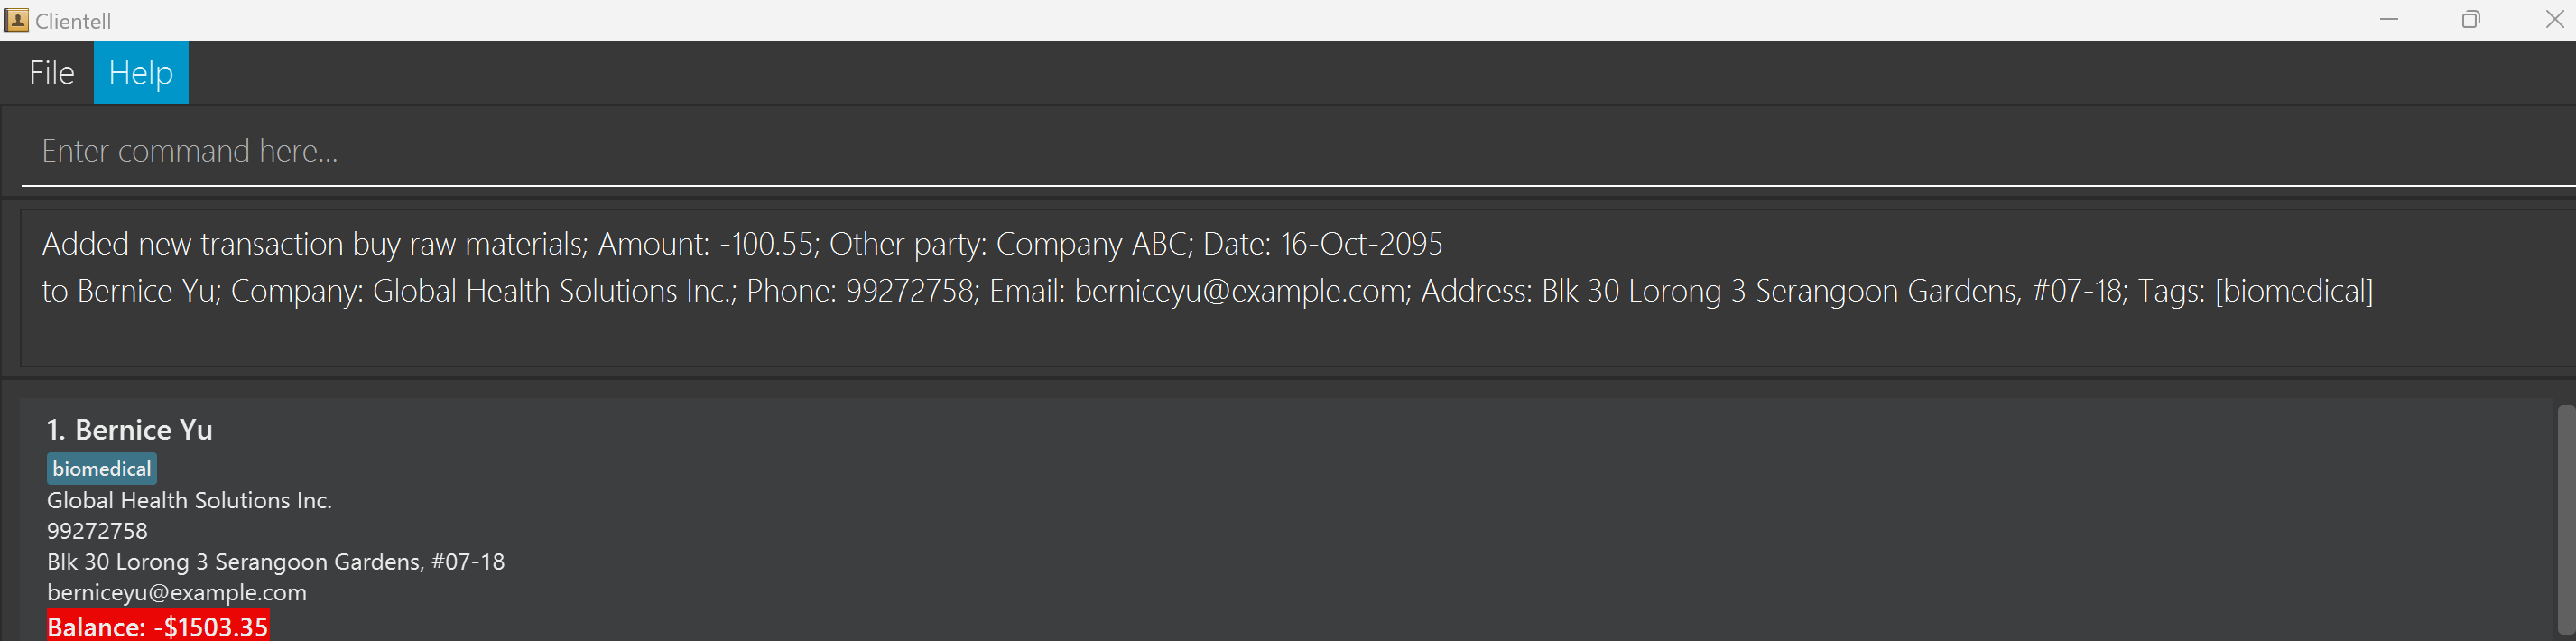 Clientell
File Help
Enter command here...
Added new transaction buy raw materials; Amount: -100.55; Other party: Company ABC; Date: 16-Oct-2095
to Bernice Yu; Company: Global Health Solutions Inc.; Phone: 99272758; Email: berniceyu@example.com; Address: Blk 30 Lorong 3 Serangoon Gardens, #07-18; Tags: [biomedical]
1. Bernice Yu
biomedical
Global Health Solutions Inc.
99272758
Blk 30 Lorong 3 Serangoon Gardens, #07-18
berniceyu@example.com
Balance: -$1503.35